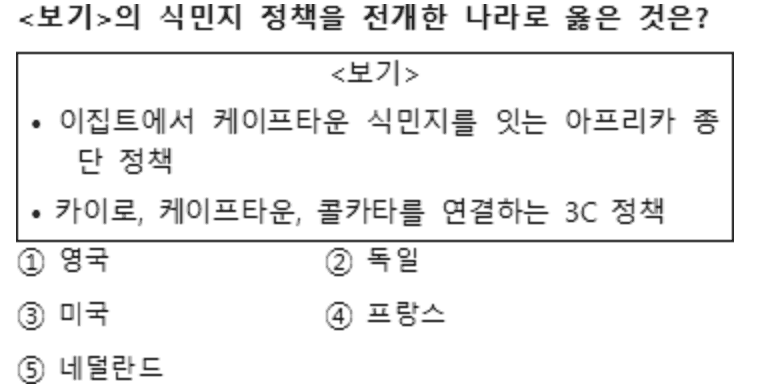 <보기>의 식민지 정책을 전개한 나라로 옳은 것은?
<보기>
• 이집트에서 케이프타운 식민지를 잇는 아프리카 종
단 정책
• 카이로, 케이프타운, 콜카타를 연결하는 3C 정책
① 영국 ② 독일
③ 미국 ④ 프랑스
⑤ 네덜란드